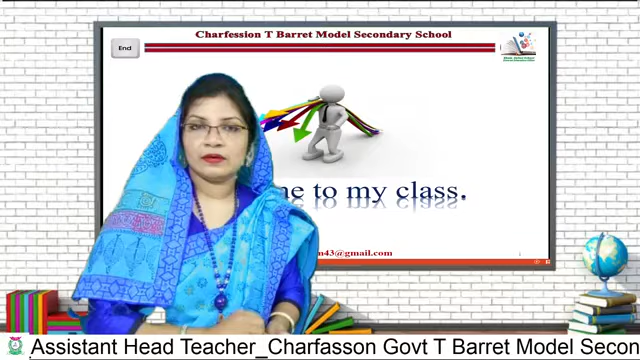 Charfession T Barret Model Secondary School
End
me to my class.
m43@gmail.com
Assistant Head Teacher_Charfasson Govt T Barret Model Secon